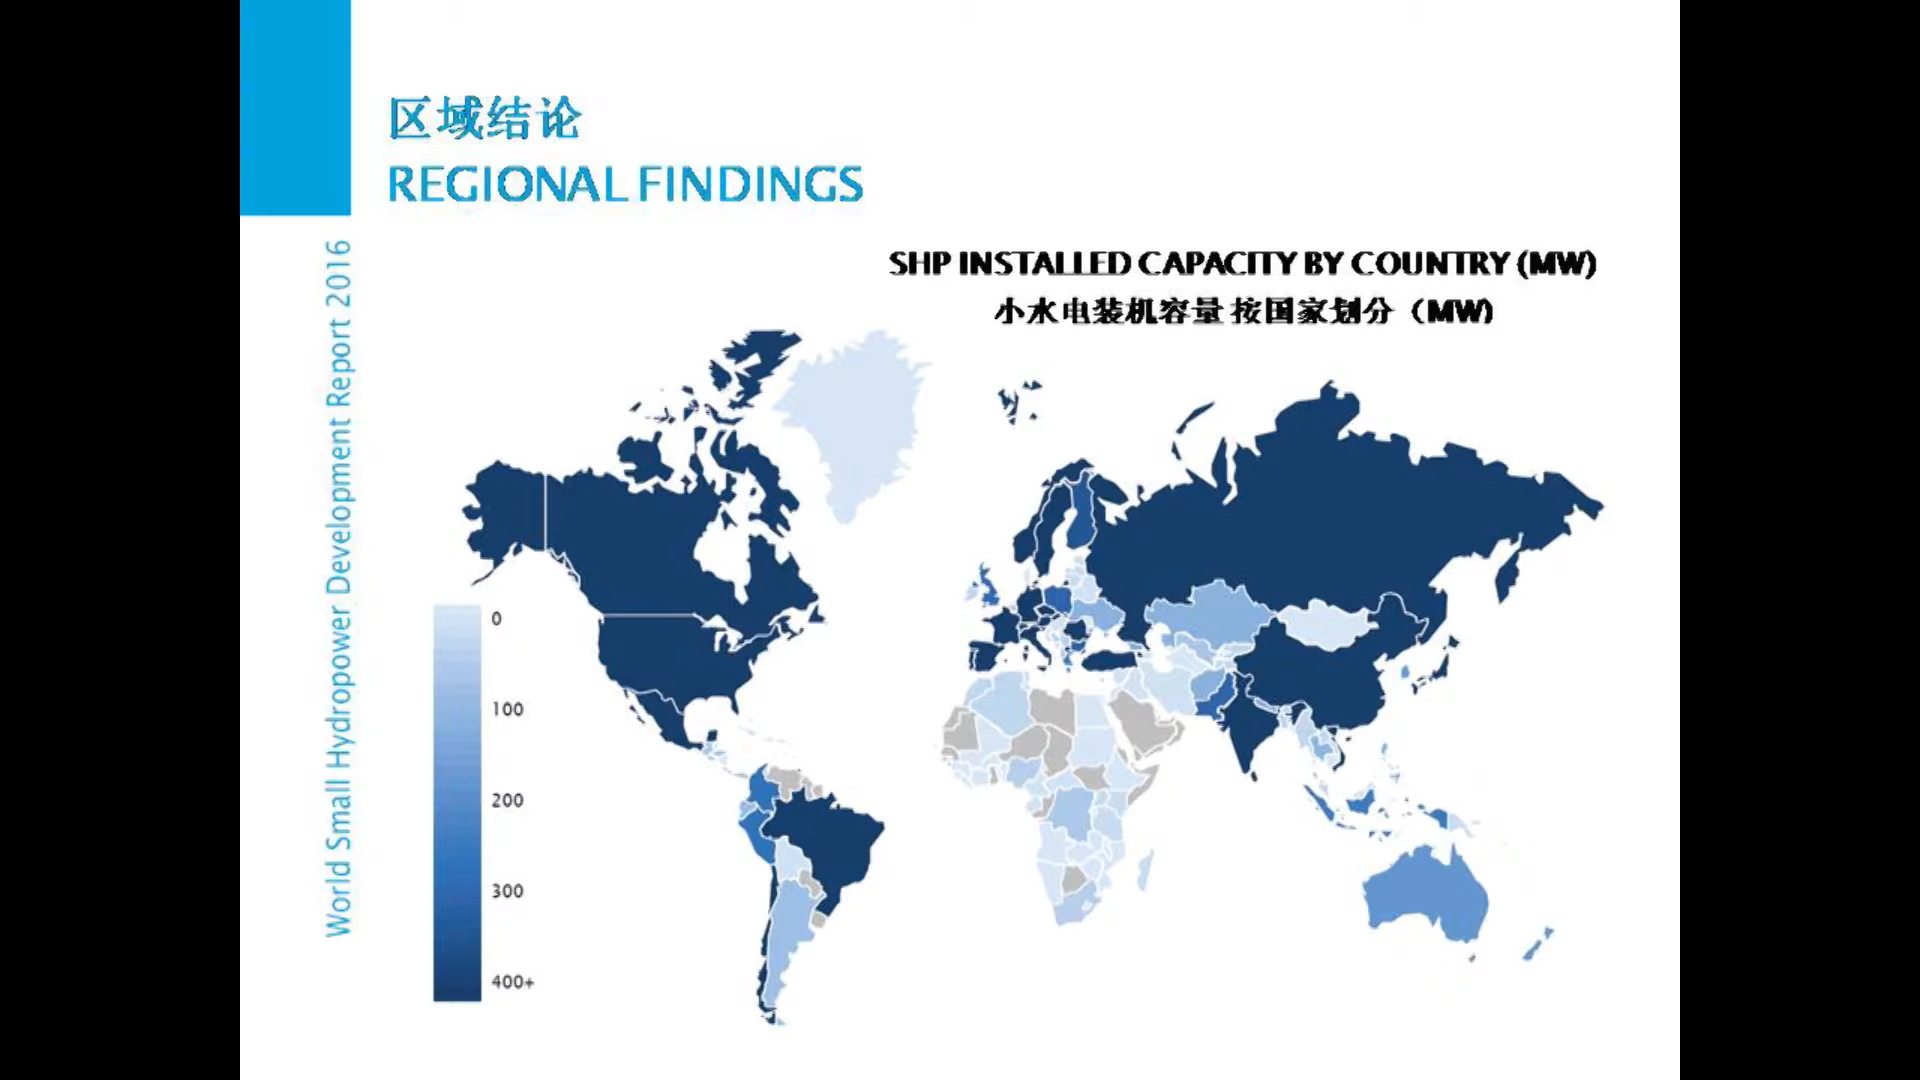 区域结论
REGIONAL FINDINGS
World Small Hydropower Development Report 2016
SHP INSTALLED CAPACITY BY COUNTRY (MW)
小水电装机容量 按国家划分（MW)
0
100
200
300
400+